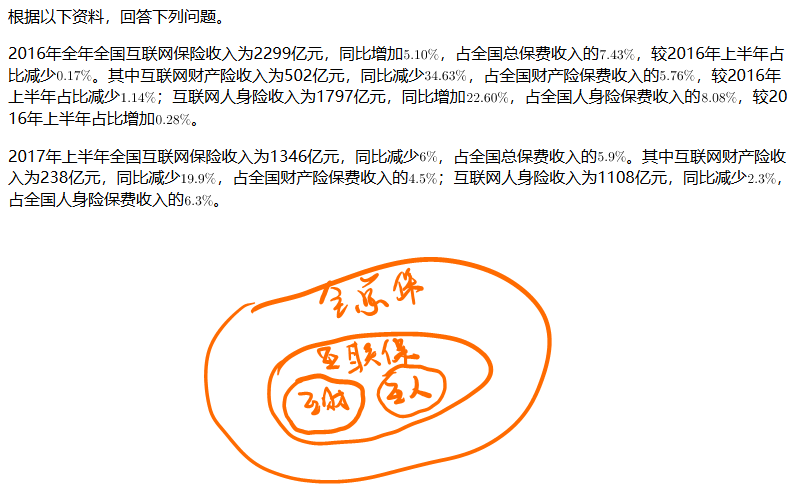 根据以下资料，回答下列问题。
2016年全年全国互联网保险收入为2299亿元，同比增加5.10%，占全国总保费收入的7.43%，较2016年上半年占
比减少0.17%。其中互联网财产险收入为502亿元，同比减少34.63%，占全国财产险保费收入的5.76%，较2016年
上半年占比减少1.14%；互联网人身险收入为1797亿元，同比增加22.60%，占全国人身险保费收入的8.08%，较20
16年上半年占比增加0.28%。
2017年上半年全国互联网保险收入为1346亿元，同比减少6%，占全国总保费收入的5.9%。其中互联网财产险收
入为238亿元，同比减少19.9%，占全国财产险保费收入的4.5%；互联网人身险收入为1108亿元，同比减少2.3%，
占全国人身险保费收入的6.3%。
全总保
互联保
互财 互人